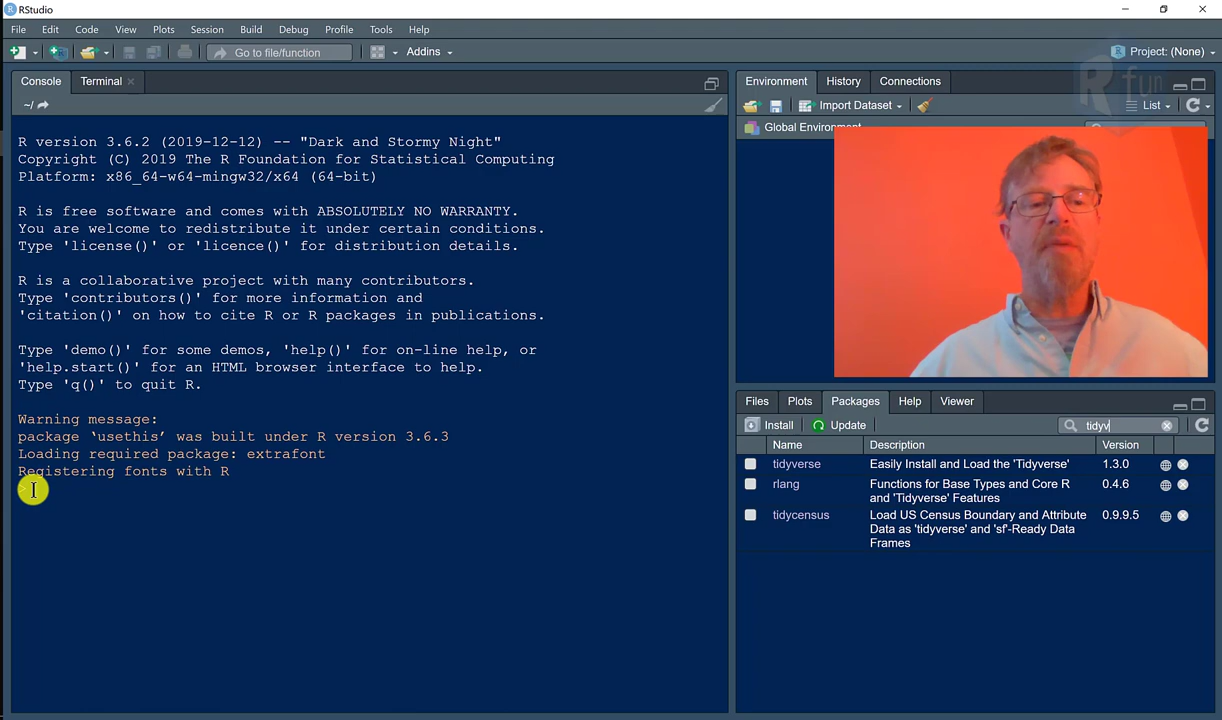 RStudio
File Edit Code View Plots Session Build Debug Profile Tools Help
Go to file/function Addins Project: (None)
R fun
Console Terminal
~/
R version 3.6.2 (2019-12-12) -- "Dark and Stormy Night"
Copyright (C) 2019 The R Foundation for Statistical Computing
Platform: x86_64-w64-mingw32/x64 (64-bit)
R is free software and comes with ABSOLUTELY NO WARRANTY.
You are welcome to redistribute it under certain conditions.
Type 'license()' or 'licence()' for distribution details.
R is a collaborative project with many contributors.
Type 'contributors()' for more information and
'citation()' on how to cite R or R packages in publications.
Type 'demo()' for some demos, 'help()' for on-line help, or
'help.start()' for an HTML browser interface to help.
Type 'q()' to quit R.
Warning message:
package ‘usethis’ was built under R version 3.6.3
Loading required package: extrafont
Registering fonts with R
>
Environment History Connections
Import Dataset List
Global Environment
Files Plots Packages Help Viewer
Install Update tidyv
Name Description Version
tidyverse Easily Install and Load the 'Tidyverse' 1.3.0
rlang Functions for Base Types and Core R 0.4.6
and 'Tidyverse' Features
tidycensus Load US Census Boundary and Attribute 0.9.9.5
Data as 'tidyverse' and 'sf'-Ready Data
Frames